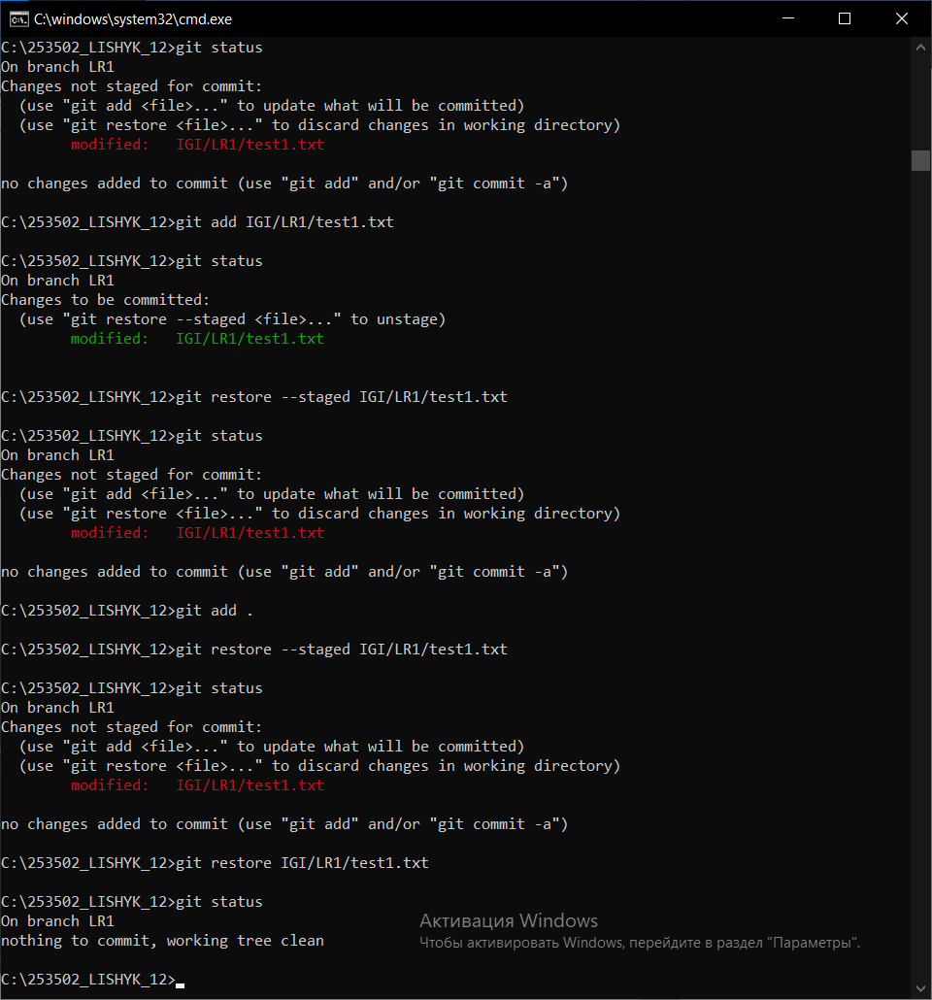 C:\windows\system32\cmd.exe
C:\253502_LISHYK_12>git status
On branch LR1
Changes not staged for commit:
  (use "git add <file>..." to update what will be committed)
  (use "git restore <file>..." to discard changes in working directory)
        modified:   IGI/LR1/test1.txt

no changes added to commit (use "git add" and/or "git commit -a")

C:\253502_LISHYK_12>git add IGI/LR1/test1.txt

C:\253502_LISHYK_12>git status
On branch LR1
Changes to be committed:
  (use "git restore --staged <file>..." to unstage)
        modified:   IGI/LR1/test1.txt


C:\253502_LISHYK_12>git restore --staged IGI/LR1/test1.txt

C:\253502_LISHYK_12>git status
On branch LR1
Changes not staged for commit:
  (use "git add <file>..." to update what will be committed)
  (use "git restore <file>..." to discard changes in working directory)
        modified:   IGI/LR1/test1.txt

no changes added to commit (use "git add" and/or "git commit -a")

C:\253502_LISHYK_12>git add .

C:\253502_LISHYK_12>git restore --staged IGI/LR1/test1.txt

C:\253502_LISHYK_12>git status
On branch LR1
Changes not staged for commit:
  (use "git add <file>..." to update what will be committed)
  (use "git restore <file>..." to discard changes in working directory)
        modified:   IGI/LR1/test1.txt

no changes added to commit (use "git add" and/or "git commit -a")

C:\253502_LISHYK_12>git restore IGI/LR1/test1.txt

C:\253502_LISHYK_12>git status
On branch LR1
nothing to commit, working tree clean

C:\253502_LISHYK_12>
Активация Windows
Чтобы активировать Windows, перейдите в раздел "Параметры".